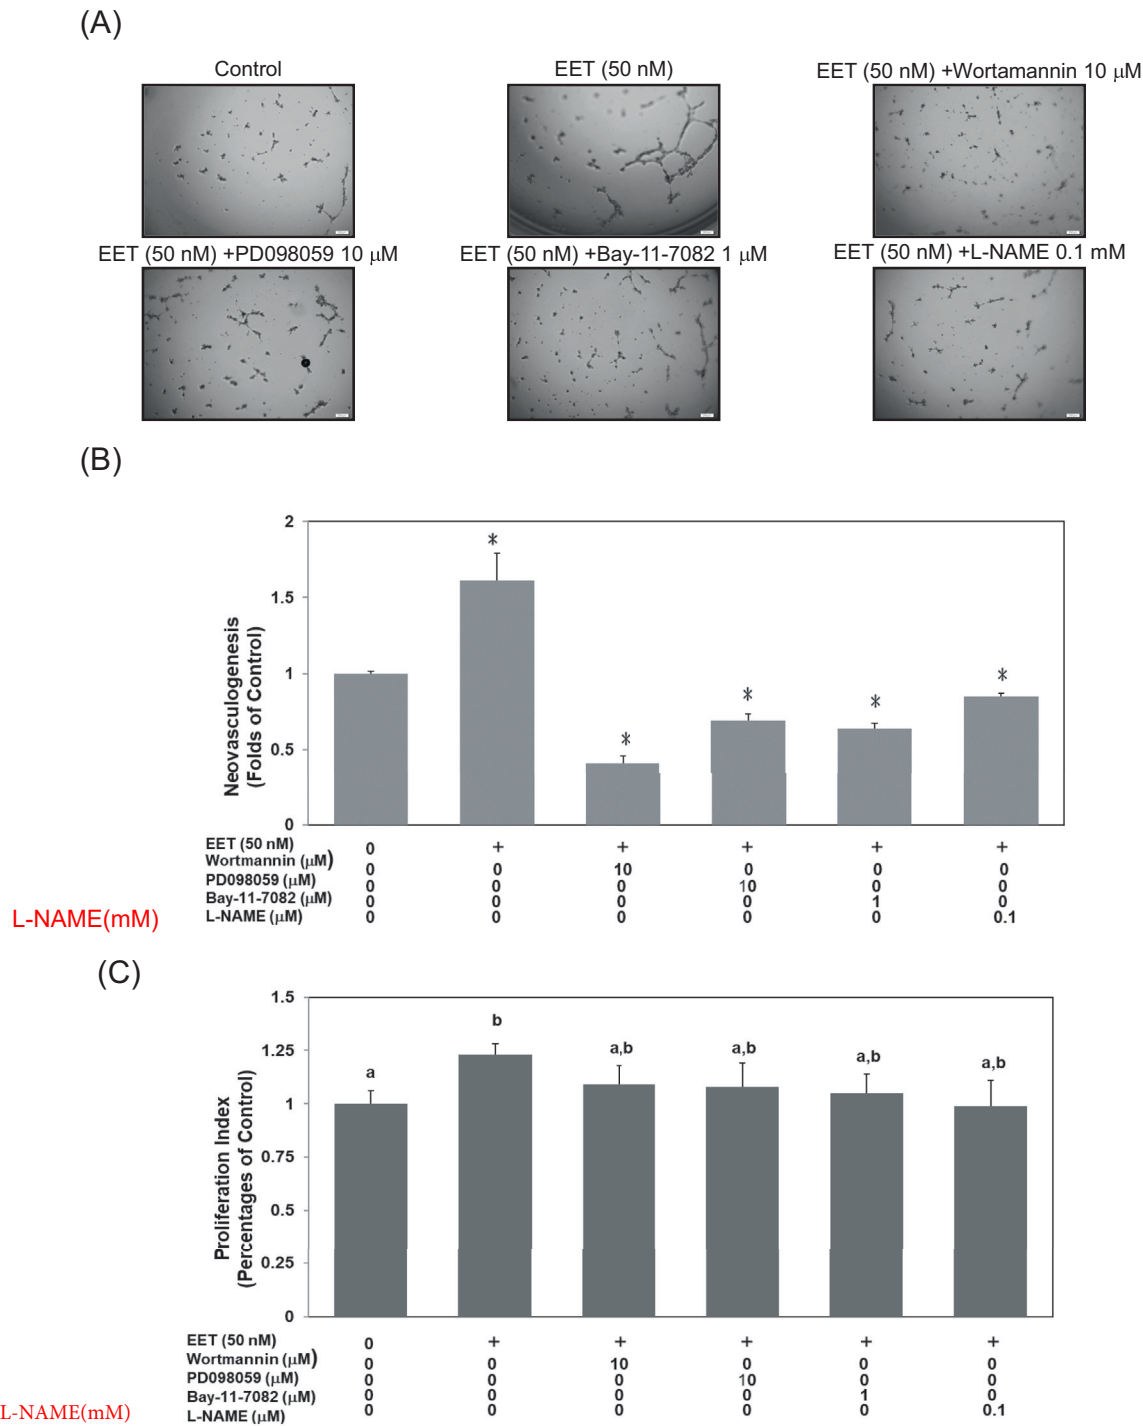 (A)
Control
EET (50 nM)
EET (50 nM) +Wortamannin 10 μM
EET (50 nM) +PD098059 10 μM
EET (50 nM) +Bay-11-7082 1 μM
EET (50 nM) +L-NAME 0.1 mM
(B)
Neovasculogenesis
(Folds of Control)
2
1.5
1
0.5
0
*
*
*
*
*
EET (50 nM) 0 + + + + +
Wortmannin (μM) 0 0 10 0 0 0
PD098059 (μM) 0 0 0 10 0 0
Bay-11-7082 (μM) 0 0 0 0 1 0
L-NAME (μM) 0 0 0 0 0 0.1
L-NAME(mM)
(C)
Proliferation Index
(Percentages of Control)
1.5
1.25
1
0.75
0.5
0.25
0
a
b
a,b
a,b
a,b
a,b
EET (50 nM) 0 + + + + +
Wortmannin (μM) 0 0 10 0 0 0
PD098059 (μM) 0 0 0 10 0 0
Bay-11-7082 (μM) 0 0 0 0 1 0
L-NAME (μM) 0 0 0 0 0 0.1
L-NAME(mM)